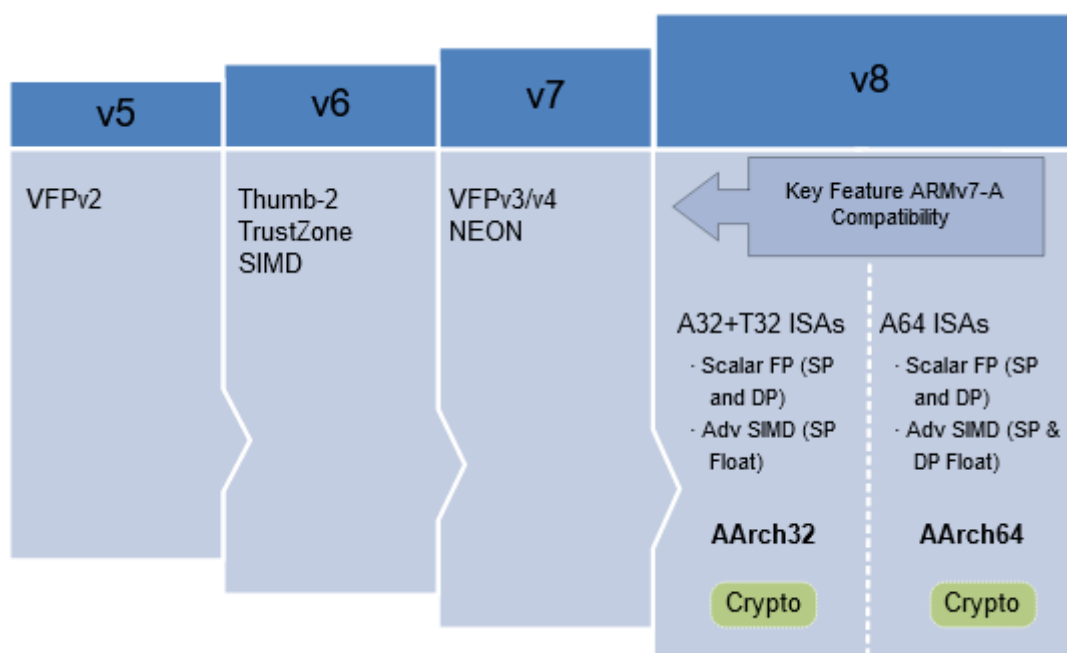 v5
v6
v7
v8
VFPv2
Thumb-2
TrustZone
SIMD
VFPv3/v4
NEON
Key Feature ARMv7-A
Compatibility
A32+T32 ISAs
· Scalar FP (SP
and DP)
· Adv SIMD (SP
Float)
AArch32
Crypto
A64 ISAs
· Scalar FP (SP
and DP)
· Adv SIMD (SP &
DP Float)
AArch64
Crypto